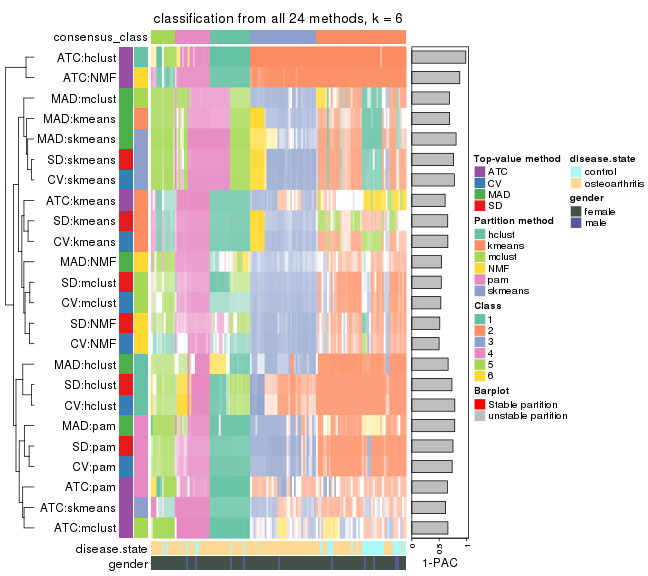 classification from all 24 methods, k = 6
consensus_class
ATC:hclust
ATC:NMF
MAD:mclust
MAD:kmeans
MAD:skmeans
SD:skmeans
CV:skmeans
ATC:kmeans
SD:kmeans
CV:kmeans
MAD:NMF
SD:mclust
CV:mclust
SD:NMF
CV:NMF
MAD:hclust
SD:hclust
CV:hclust
MAD:pam
SD:pam
CV:pam
ATC:pam
ATC:skmeans
ATC:mclust
disease.state
gender
0
0.5
1
1-PAC
Top-value method
ATC
CV
MAD
SD
Partition method
hclust
kmeans
mclust
NMF
pam
skmeans
Class
1
2
3
4
5
6
Barplot
Stable partition
unstable partition
disease.state
control
osteoarthritis
gender
female
male